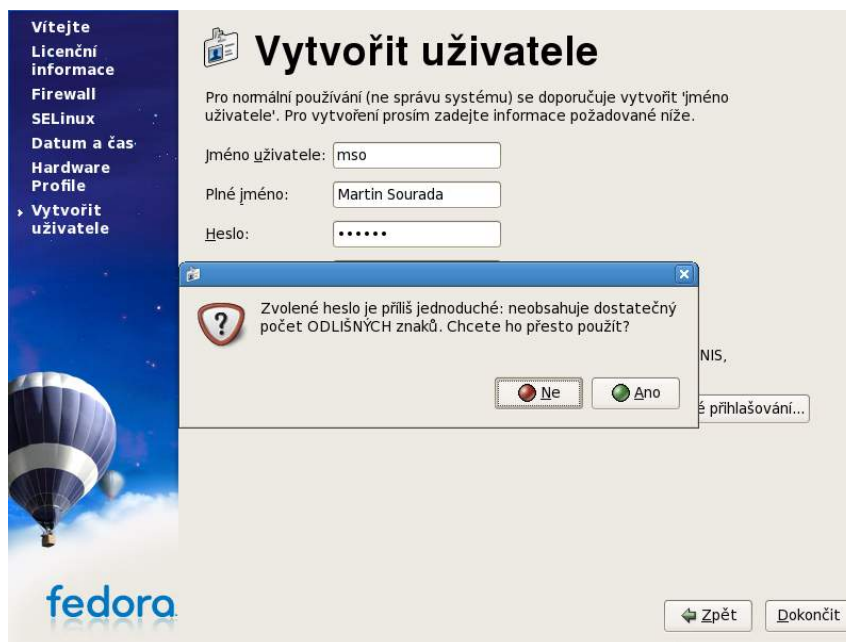 Vítejte
Licenční
informace
Firewall
SELinux
Datum a čas
Hardware
Profile
Vytvořit
uživatele
fedora
Vytvořit uživatele
Pro normální používání (ne správu systému) se doporučuje vytvořit 'jméno
uživatele'. Pro vytvoření prosím zadejte informace požadované níže.
Jméno uživatele: mso
Plné jméno: Martin Sourada
Heslo: ••••••
Zvolené heslo je příliš jednoduché: neobsahuje dostatečný
počet ODLIŠNÝCH znaků. Chcete ho přesto použít?
Ne Ano
NIS,
é přihlašování...
Zpět Dokončit